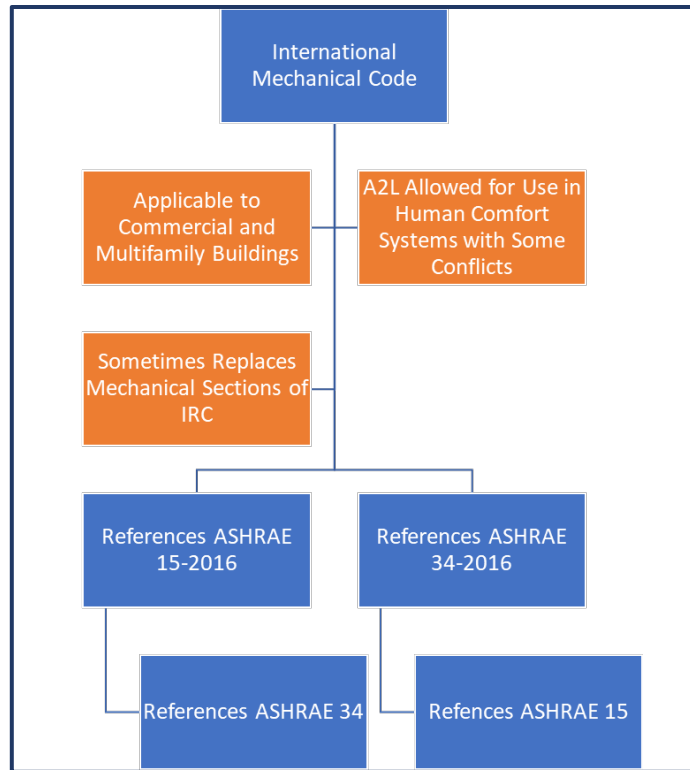 International
Mechanical Code
Applicable to
Commercial and
Multifamily Buildings
A2L Allowed for Use in
Human Comfort
Systems with Some
Conflicts
Sometimes Replaces
Mechanical Sections of
IRC
References ASHRAE
15-2016
References ASHRAE
34-2016
References ASHRAE 34
Refences ASHRAE 15